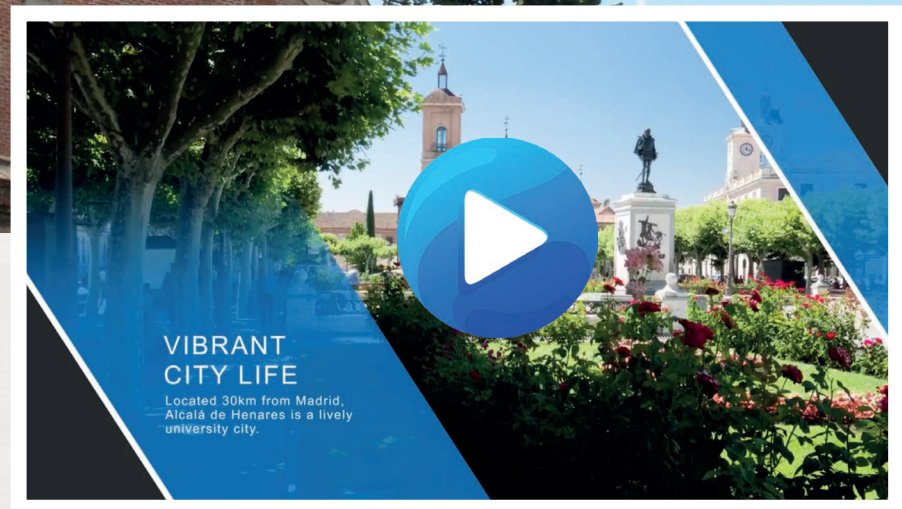 VIBRANT
CITY LIFE
Located 30km from Madrid,
Alcalá de Henares is a lively
university city.